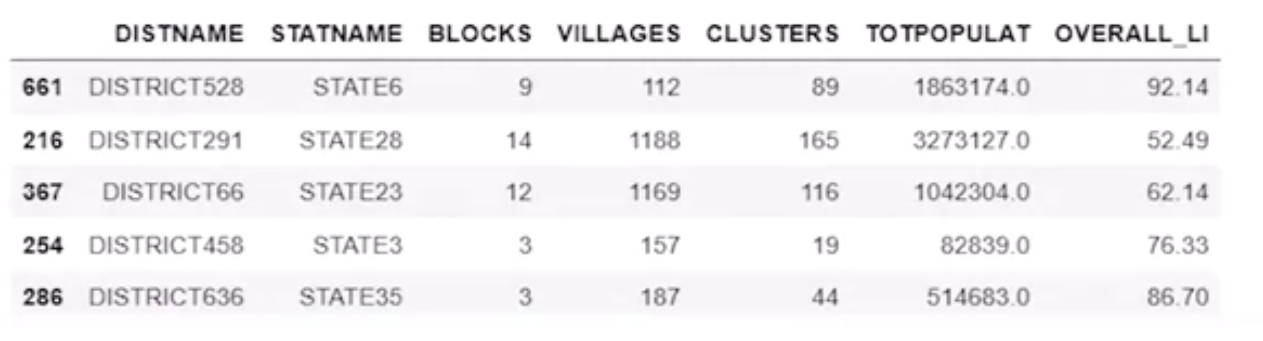 DISTNAME STATNAME BLOCKS VILLAGES CLUSTERS TOTPOPULAT OVERALL_LI
661 DISTRICT528 STATE6 9 112 89 1863174.0 92.14
216 DISTRICT291 STATE28 14 1188 165 3273127.0 52.49
367 DISTRICT66 STATE23 12 1169 116 1042304.0 62.14
254 DISTRICT458 STATE3 3 157 19 82839.0 76.33
286 DISTRICT636 STATE35 3 187 44 514683.0 86.70